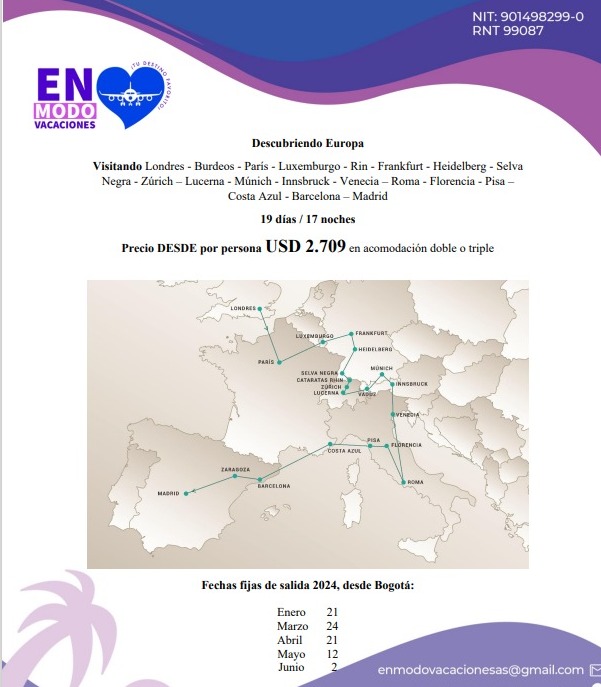 NIT: 901498299-0
RNT 99087
¡TU DESTINO FAVORITO!
EN
MODO
VACACIONES
Descubriendo Europa
Visitando Londres - Burdeos - París - Luxemburgo - Rin - Frankfurt - Heidelberg - Selva
Negra - Zúrich – Lucerna - Múnich - Innsbruck - Venecia – Roma - Florencia - Pisa –
Costa Azul - Barcelona – Madrid
19 días / 17 noches
Precio DESDE por persona USD 2.709 en acomodación doble o triple
LONDRES
LUXEMBURGO
FRANKFURT
HEIDELBERG
PARÍS
MÚNICH
SELVA NEGRA
CATARATAS RHIN
ZÚRICH
LUCERNA
VADUZ
INNSBRUCK
VENECIA
PISA
FLORENCIA
COSTA AZUL
ZARAGOZA
BARCELONA
MADRID
ROMA
Fechas fijas de salida 2024, desde Bogotá:
Enero 21
Marzo 24
Abril 21
Mayo 12
Junio 2
enmodovacacionesas@gmail.com